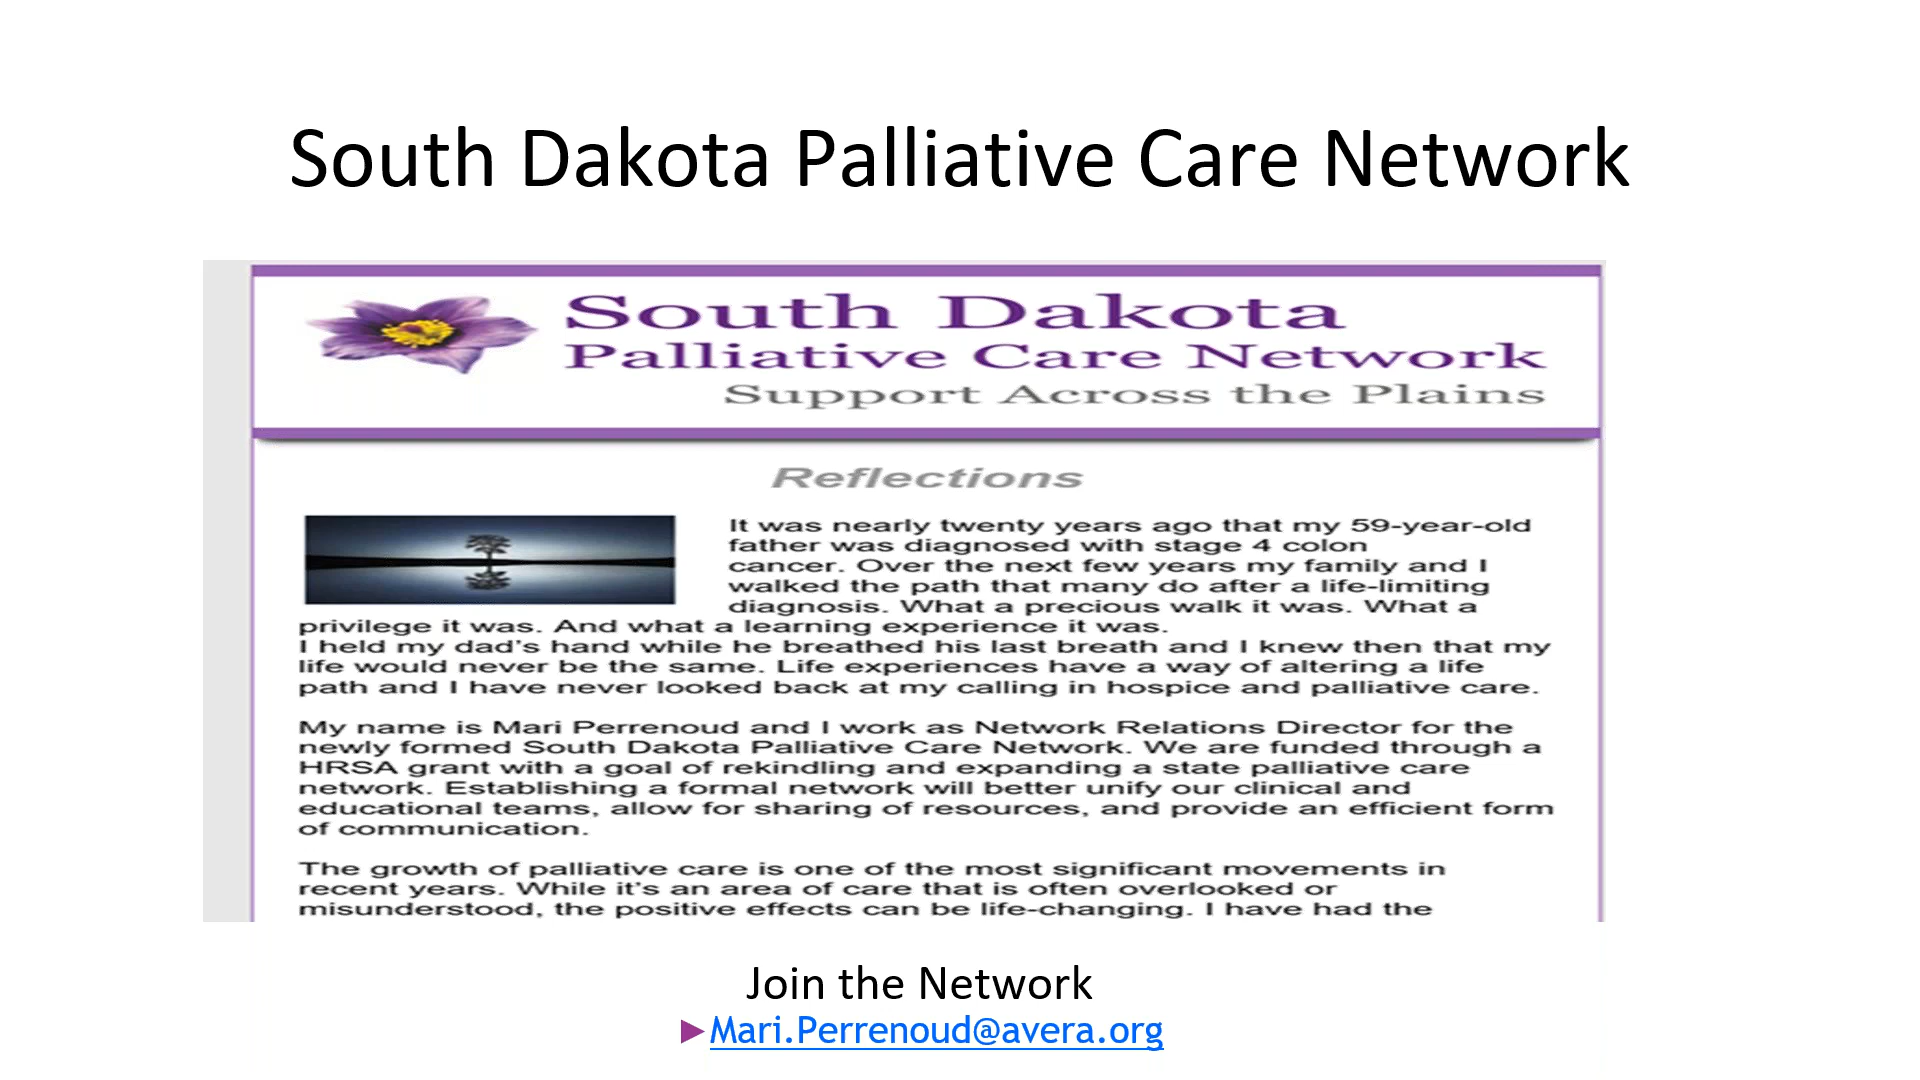 South Dakota Palliative Care Network
South Dakota
Palliative Care Network
Support Across the Plains
Reflections
It was nearly twenty years ago that my 59-year-old
father was diagnosed with stage 4 colon
cancer. Over the next few years my family and I
walked the path that many do after a life-limiting
diagnosis. What a precious walk it was. What a
privilege it was. And what a learning experience it was.
I held my dad's hand while he breathed his last breath and I knew then that my
life would never be the same. Life experiences have a way of altering a life
path and I have never looked back at my calling in hospice and palliative care.
My name is Mari Perrenoud and I work as Network Relations Director for the
newly formed South Dakota Palliative Care Network. We are funded through a
HRSA grant with a goal of rekindling and expanding a state palliative care
network. Establishing a formal network will better unify our clinical and
educational teams, allow for sharing of resources, and provide an efficient form
of communication.
The growth of palliative care is one of the most significant movements in
recent years. While it's an area of care that is often overlooked or
misunderstood, the positive effects can be life-changing. I have had the
Join the Network
►Mari.Perrenoud@avera.org